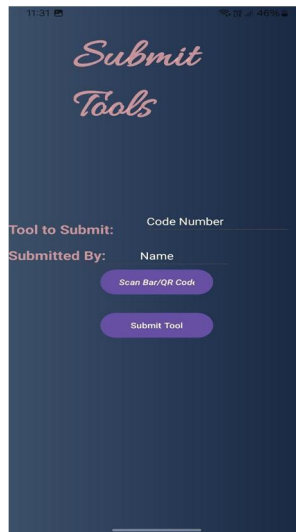 11:31 46%
Submit
Tools
Tool to Submit: Code Number
Submitted By: Name
Scan Bar/QR Code
Submit Tool